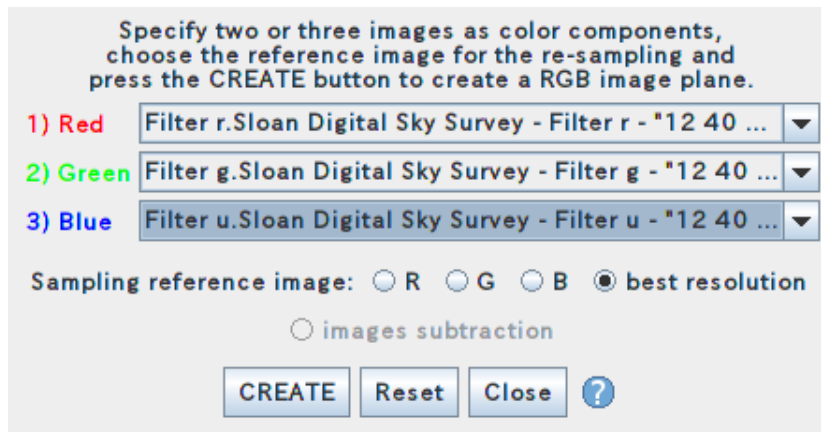 Specify two or three images as color components,
choose the reference image for the re-sampling and
press the CREATE button to create a RGB image plane.
1) Red Filter r.Sloan Digital Sky Survey - Filter r - "12 40 ...
2) Green Filter g.Sloan Digital Sky Survey - Filter g - "12 40 ...
3) Blue Filter u.Sloan Digital Sky Survey - Filter u - "12 40 ...
Sampling reference image: R G B best resolution
images subtraction
CREATE Reset Close ?